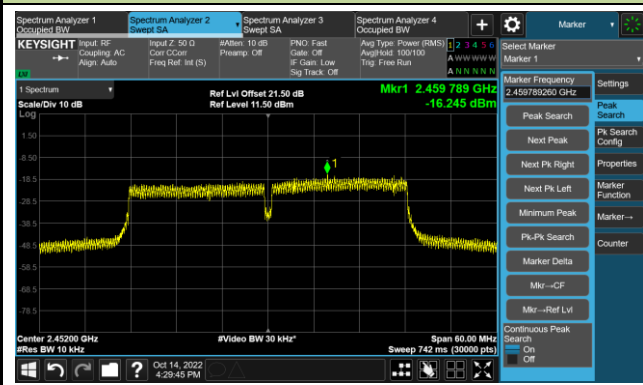 Spectrum Analyzer 1
Occupied BW
Spectrum Analyzer 2
Swept SA
Spectrum Analyzer 3
Swept SA
Spectrum Analyzer 4
Occupied BW
+
Marker
KEYSIGHT
Input: RF
Coupling: AC
Align: Auto
Input Z: 50 Ω
Corr CCorr
Freq Ref: Int (S)
#Atten: 10 dB
Preamp: Off
PNO: Fast
Gate: Off
IF Gain: Low
Sig Track: Off
Avg Type: Power (RMS)
Avg|Hold: 100/100
Trig: Free Run
1 2 3 4 5 6
A W W W W W
A N N N N N
LXI
Select Marker
Marker 1
1 Spectrum
Scale/Div 10 dB
Log
Ref Lvl Offset 21.50 dB
Ref Level 11.50 dBm
Mkr1 2.459 789 GHz
-16.245 dBm
1.50
-8.50
-18.5
-28.5
-38.5
-48.5
-58.5
-68.5
-78.5
1
Center 2.45200 GHz
#Res BW 10 kHz
#Video BW 30 kHz*
Span 60.00 MHz
Sweep 742 ms (30000 pts)
Marker Frequency
2.459789260 GHz
Peak Search
Next Peak
Next Pk Right
Next Pk Left
Minimum Peak
Pk-Pk Search
Marker Delta
Mkr→CF
Mkr→Ref Lvl
Continuous Peak
Search
On
Off
Settings
Peak
Search
Pk Search
Config
Properties
Marker
Function
Marker→
Counter
?
Oct 14, 2022
4:29:45 PM